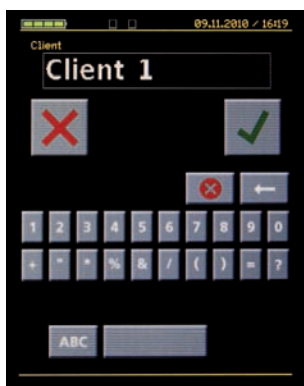 09.11.2010 / 16:19
Client
Client 1
1 2 3 4 5 6 7 8 9 0
+ " * % & / ( ) = ?
ABC